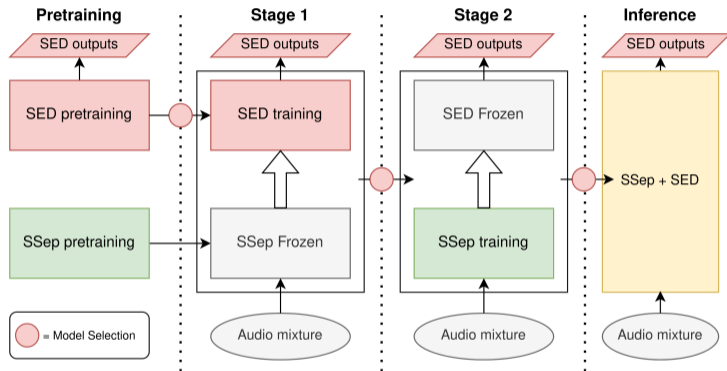 Pretraining
Stage 1
Stage 2
Inference
SED outputs
SED outputs
SED outputs
SED outputs
SED pretraining
SED training
SED Frozen
SSep + SED
SSep pretraining
SSep Frozen
SSep training
= Model Selection
Audio mixture
Audio mixture
Audio mixture